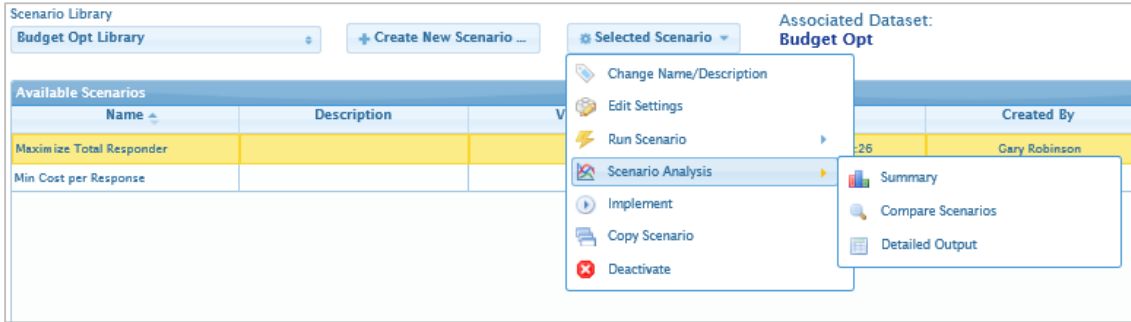 Scenario Library
Budget Opt Library
Create New Scenario ...
Selected Scenario
Associated Dataset:
Budget Opt
Available Scenarios
Name
Description
V
Created By
Maximize Total Responder
:26
Gary Robinson
Min Cost per Response
Change Name/Description
Edit Settings
Run Scenario
Scenario Analysis
Implement
Copy Scenario
Deactivate
Summary
Compare Scenarios
Detailed Output